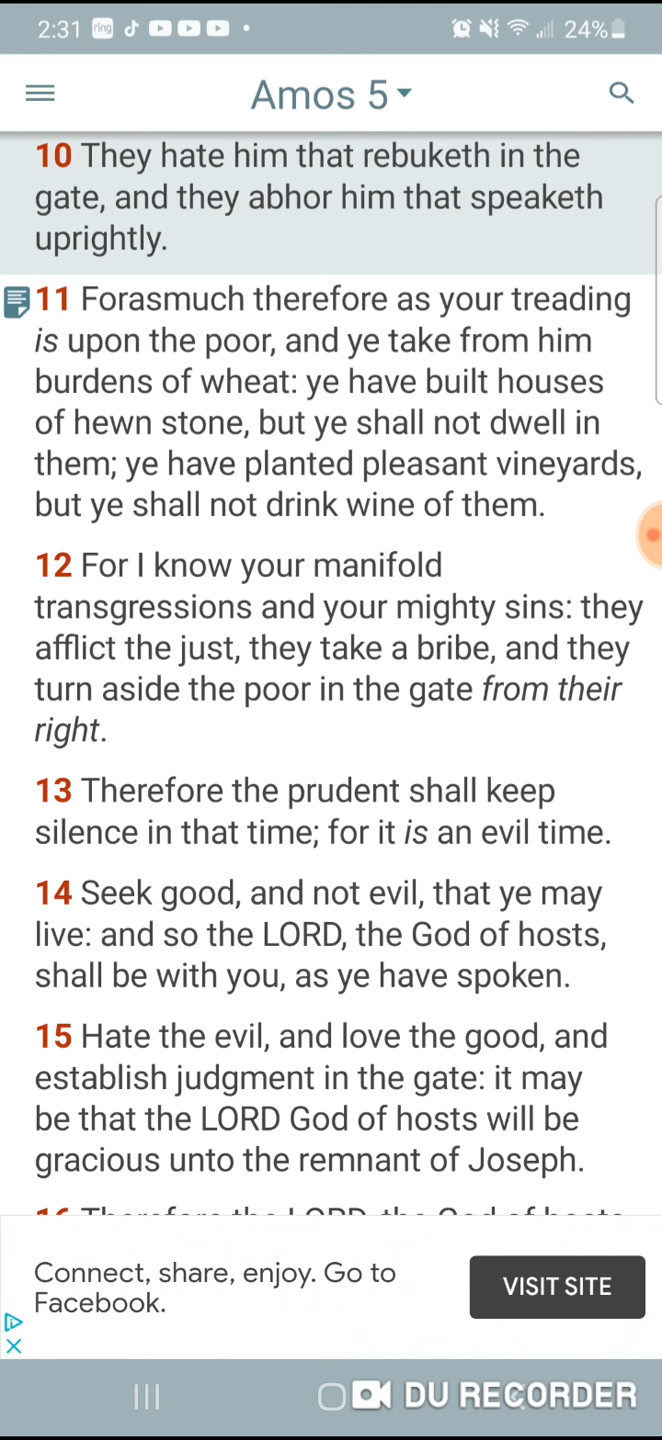 2:31 ring 24%
Amos 5
10 They hate him that rebuketh in the
gate, and they abhor him that speaketh
uprightly.
11 Forasmuch therefore as your treading
is upon the poor, and ye take from him
burdens of wheat: ye have built houses
of hewn stone, but ye shall not dwell in
them; ye have planted pleasant vineyards,
but ye shall not drink wine of them.
12 For I know your manifold
transgressions and your mighty sins: they
afflict the just, they take a bribe, and they
turn aside the poor in the gate from their
right.
13 Therefore the prudent shall keep
silence in that time; for it is an evil time.
14 Seek good, and not evil, that ye may
live: and so the LORD, the God of hosts,
shall be with you, as ye have spoken.
15 Hate the evil, and love the good, and
establish judgment in the gate: it may
be that the LORD God of hosts will be
gracious unto the remnant of Joseph.
16 Therefore the LORD, the God of hosts,
Connect, share, enjoy. Go to
Facebook.
VISIT SITE
DU RECORDER